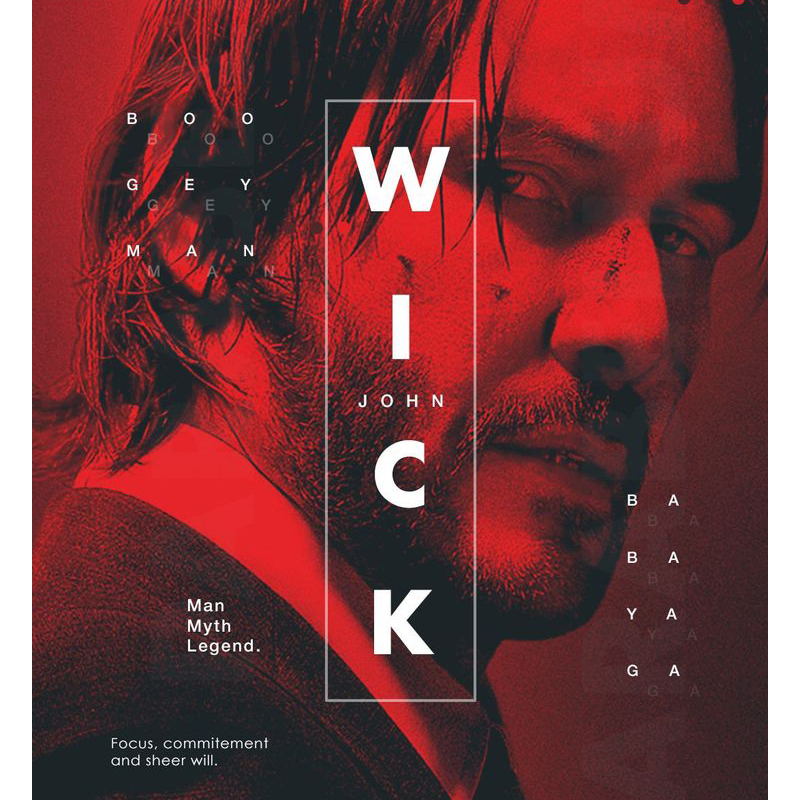 B O O
B O O
G E Y
G E Y
M A N
M A N
W
I
JOHN
C
K
B A
B A
B A
B A
Y A
Y A
G A
G A
Man
Myth
Legend.
Focus, commitement
and sheer will.